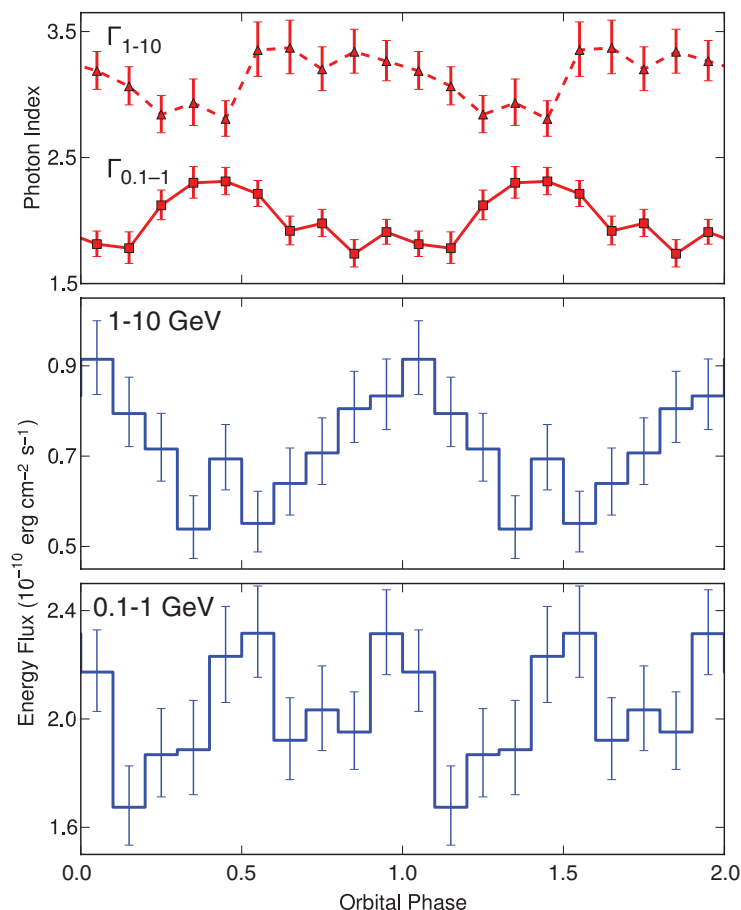 3.5
Γ1-10
2.5
Γ0.1–1
1.5
Photon Index
1-10 GeV
0.9
0.7
0.5
0.1-1 GeV
2.4
2.0
1.6
Energy Flux (10⁻¹⁰ erg cm⁻² s⁻¹)
0.0 0.5 1.0 1.5 2.0
Orbital Phase